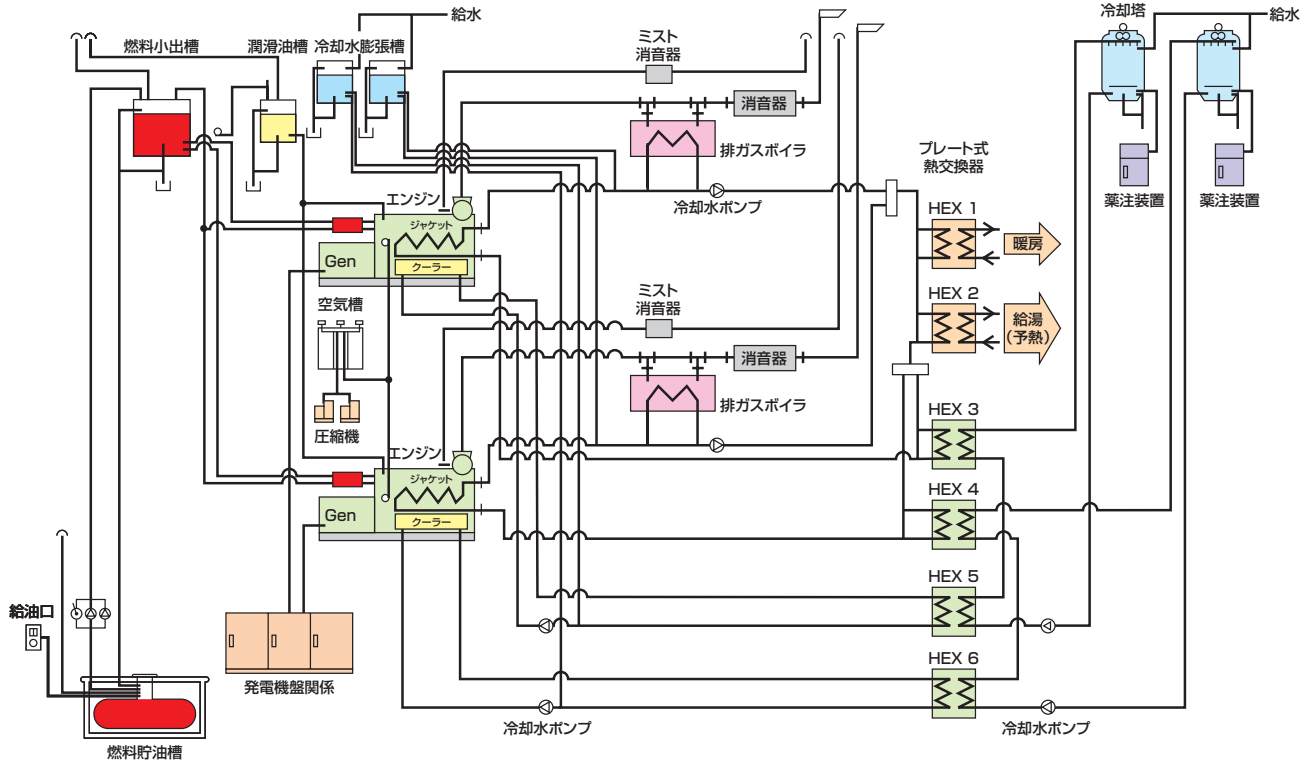 給水
冷却塔
給水
燃料小出槽
潤滑油槽
冷却水膨張槽
ミスト
消音器
消音器
排ガスボイラ
プレート式
熱交換器
薬注装置
薬注装置
エンジン
冷却水ポンプ
ジャケット
Gen
クーラー
HEX 1
暖房
空気槽
ミスト
消音器
HEX 2
給湯
(予熱)
消音器
排ガスボイラ
圧縮機
HEX 3
エンジン
ジャケット
Gen
クーラー
HEX 4
HEX 5
給油口
HEX 6
発電機盤関係
冷却水ポンプ
冷却水ポンプ
燃料貯油槽